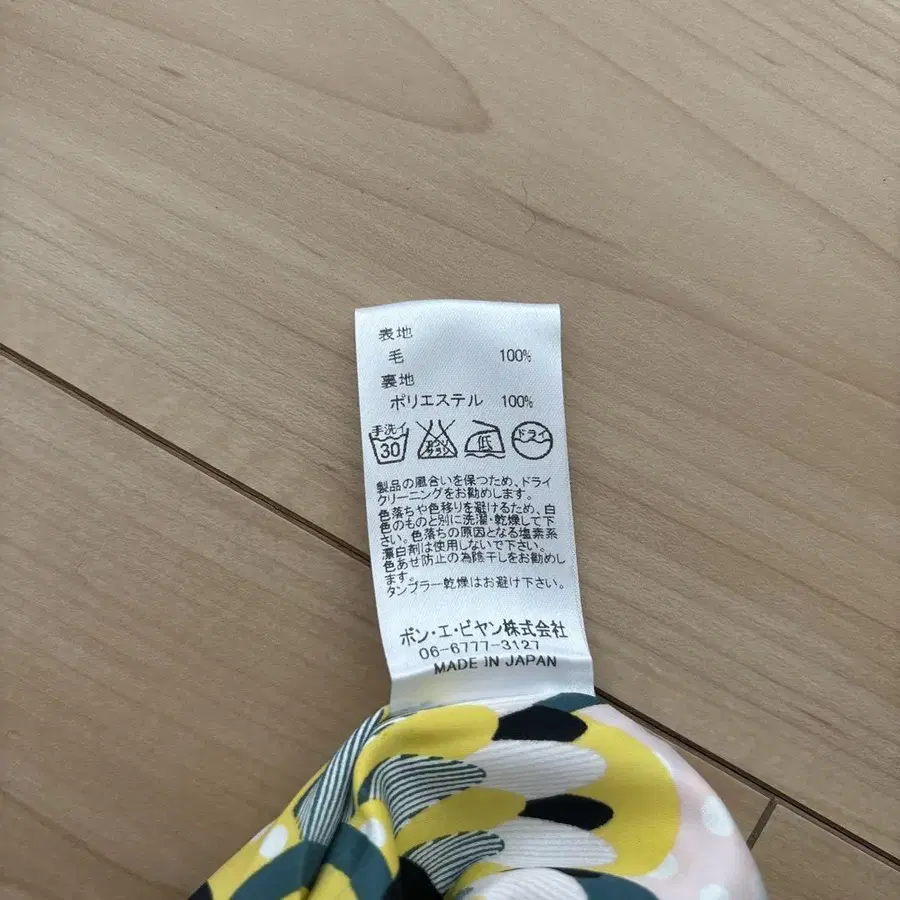 表地
毛 100%
裏地
ポリエステル 100%
手洗イ 30 エンソ サラシ 低 ドライ
製品の風合いを保つため、ドライ
クリーニングをお勧めします。
色落ちや色移りを避けるため、白
色のものと別に洗濯・乾燥して下
さい。色落ちの原因となる塩素系
漂白剤は使用しないで下さい。
色あせ防止の為陰干しをお勧めし
ます。
タンブラー乾燥はお避け下さい。
ボン・エ・ビヤン株式会社
06-6777-3127
MADE IN JAPAN